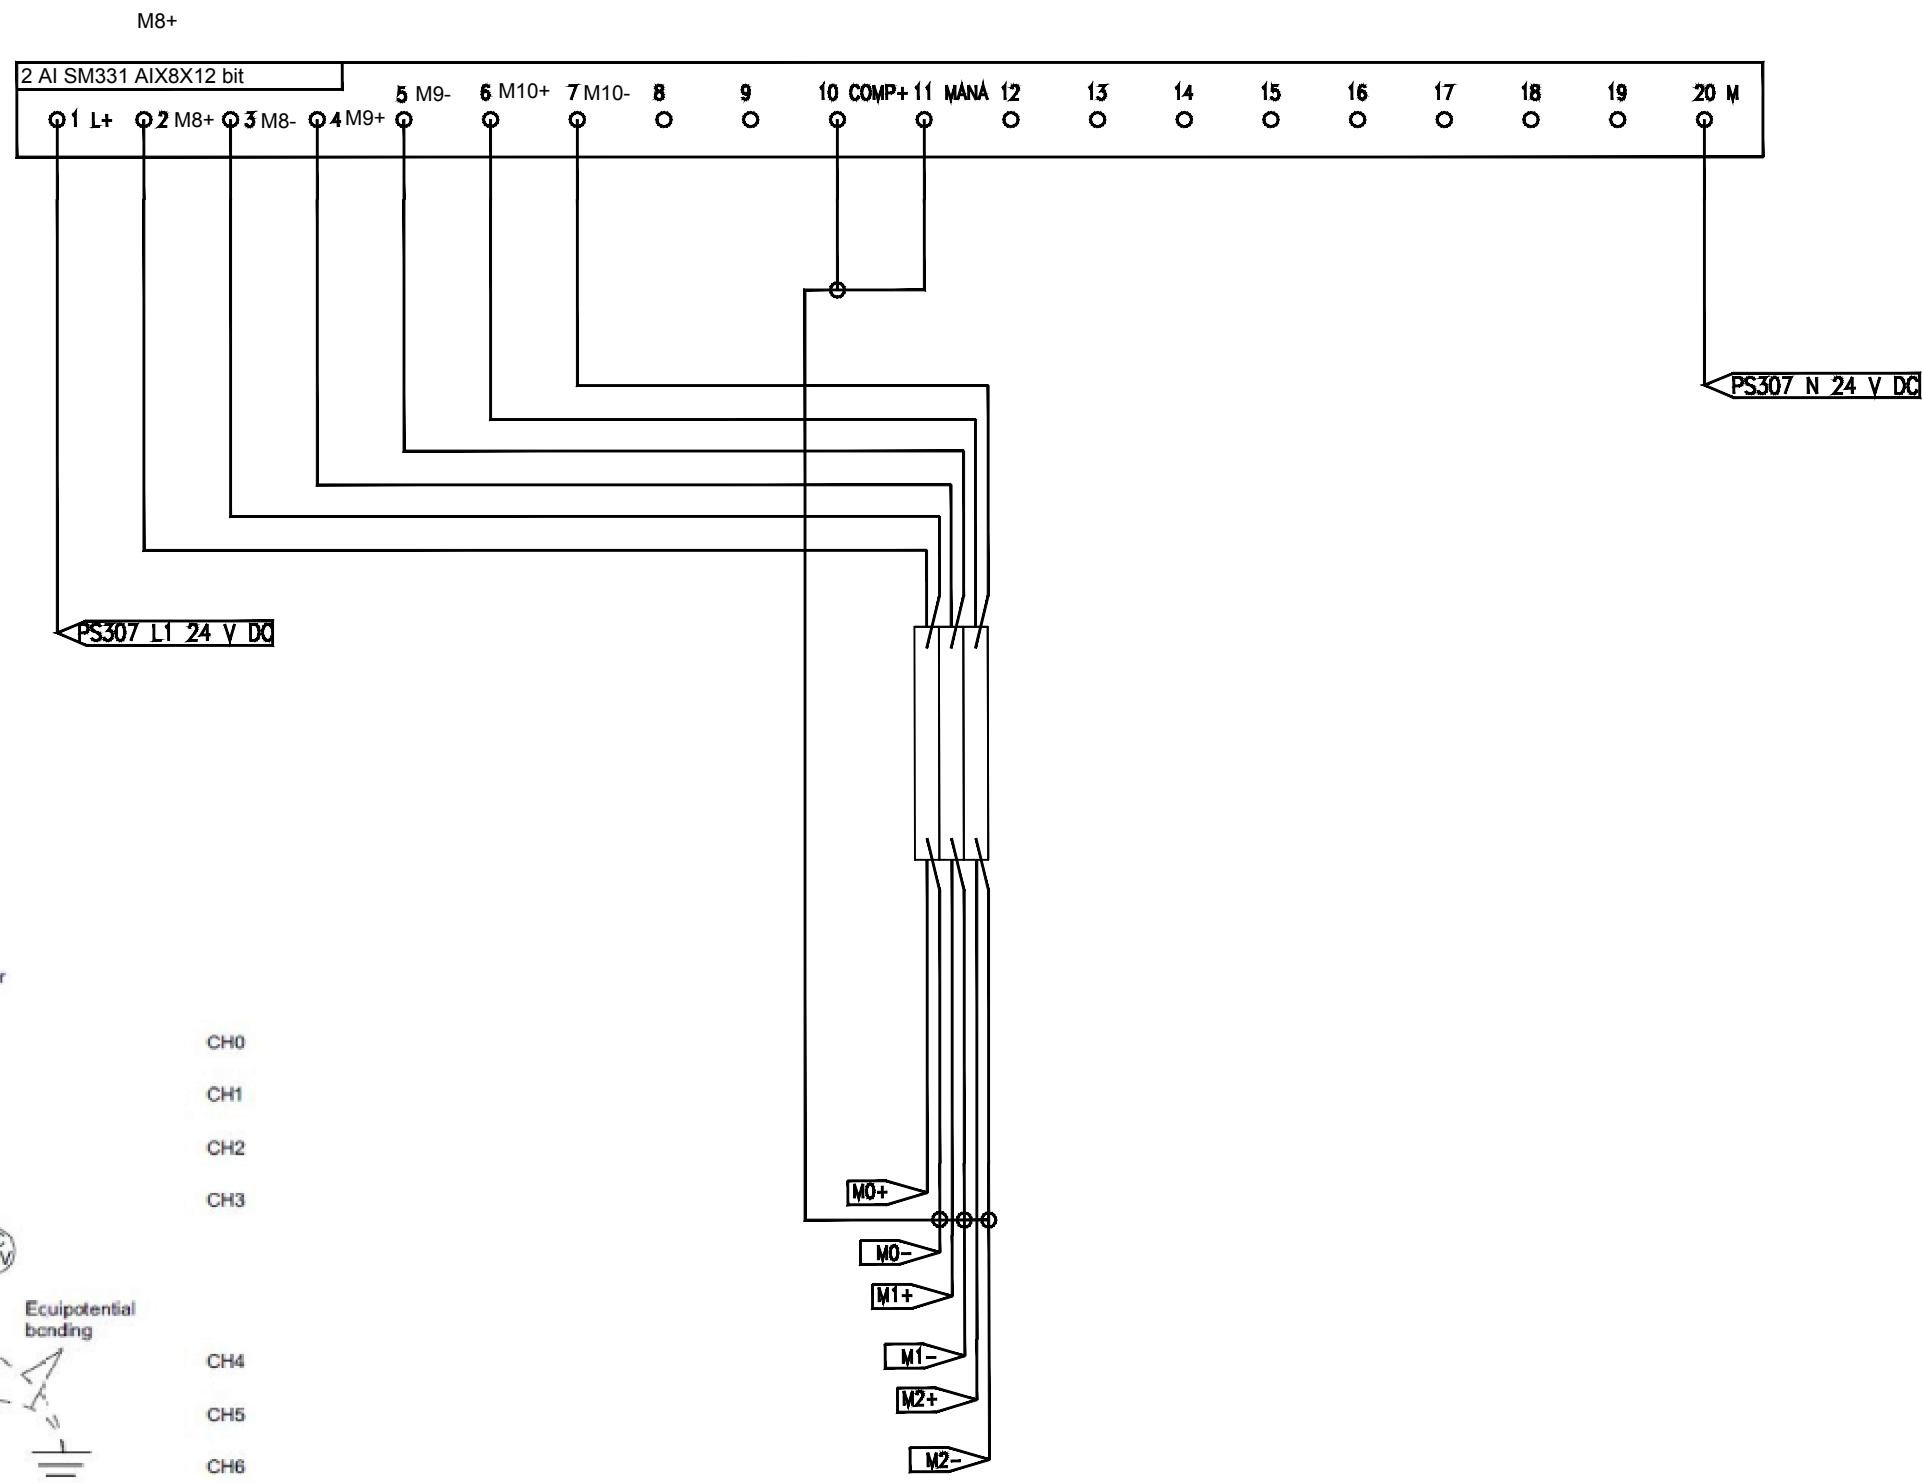 M8+
2 AI SM331 AIX8X12 bit
5 M9- 6 M10+ 7 M10- 8 9 10 COMP+ 11 MANA 12 13 14 15 16 17 18 19 20 M
1 L+ 2 M8+ 3 M8- 4 M9+
PS307 N 24 V DC
PS307 L1 24 V DC
r
CH0
CH1
CH2
CH3
M0+
M0-
V
M1+
Ecuipotential
bonding
M1-
CH4
M2+
CH5
M2-
CH6